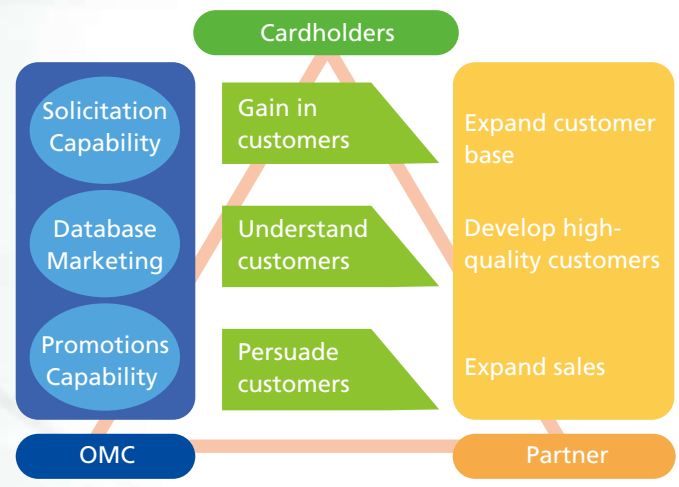 Cardholders
Solicitation
Capability
Gain in
customers
Expand customer
base
Database
Marketing
Understand
customers
Develop high-
quality customers
Promotions
Capability
Persuade
customers
Expand sales
OMC
Partner